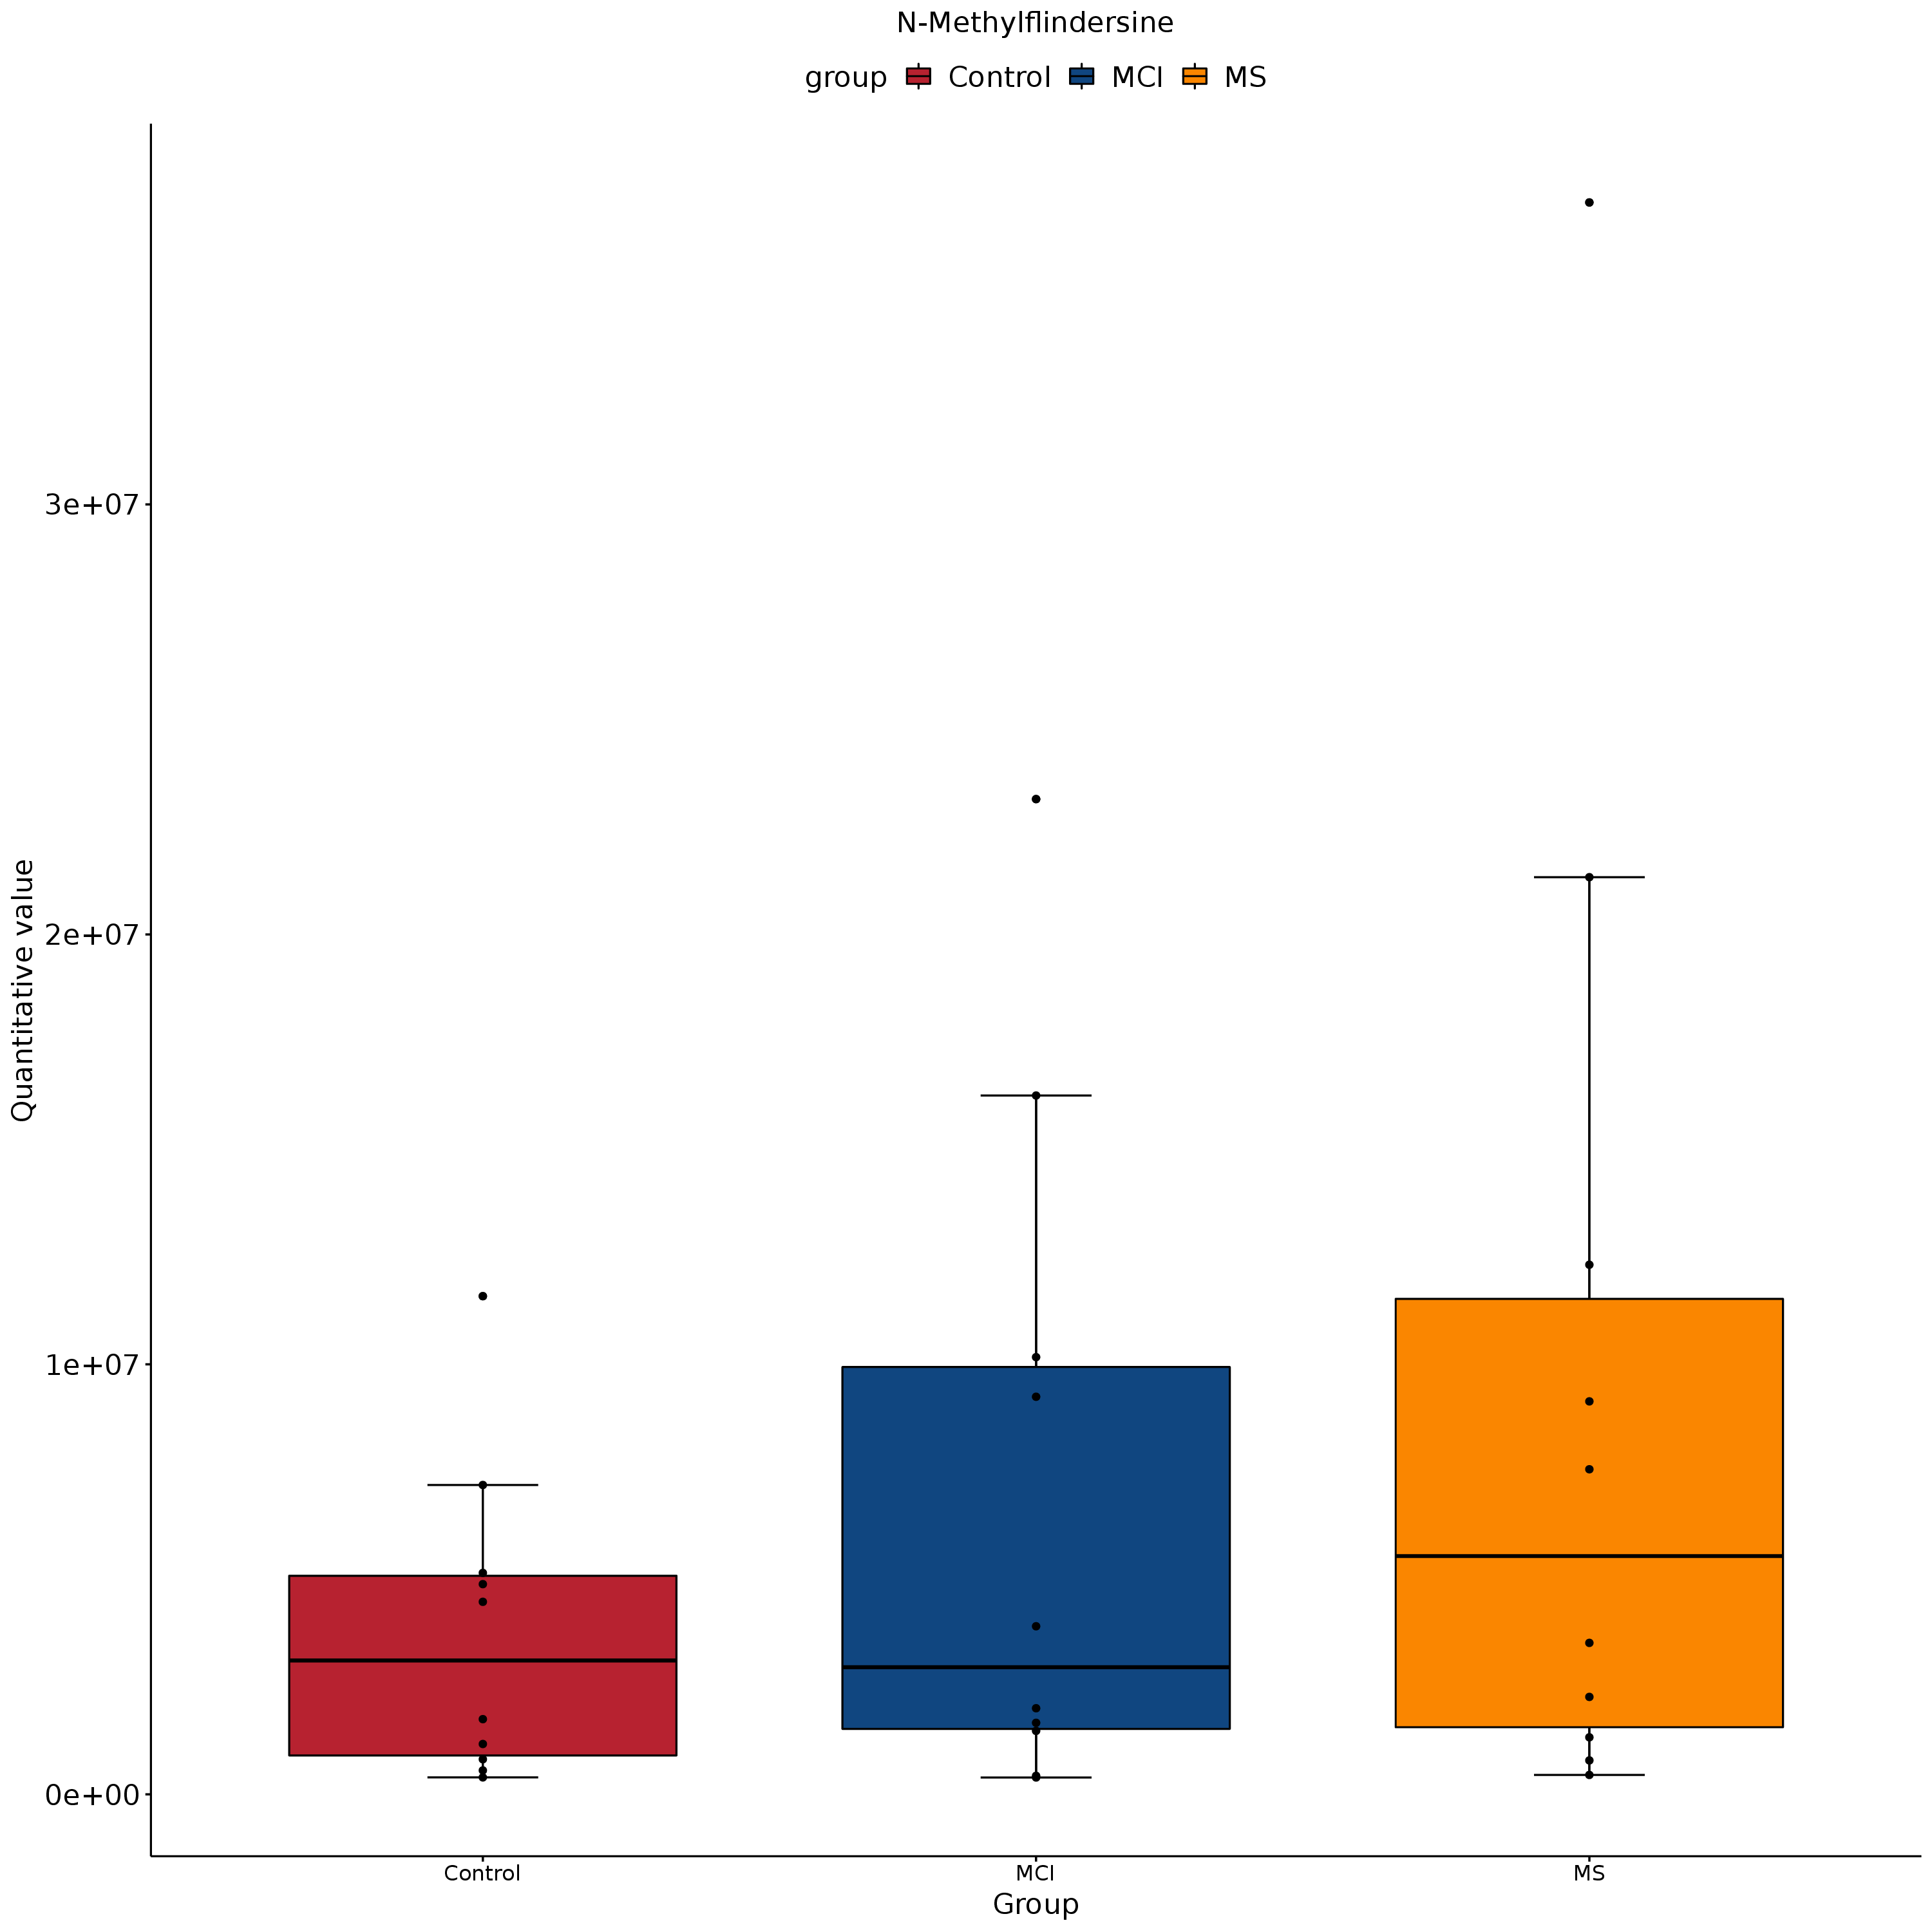 N-Methylflindersine
group Control MCI MS
Quantitative value
3e+07
2e+07
1e+07
0e+00
Control MCI MS
Group